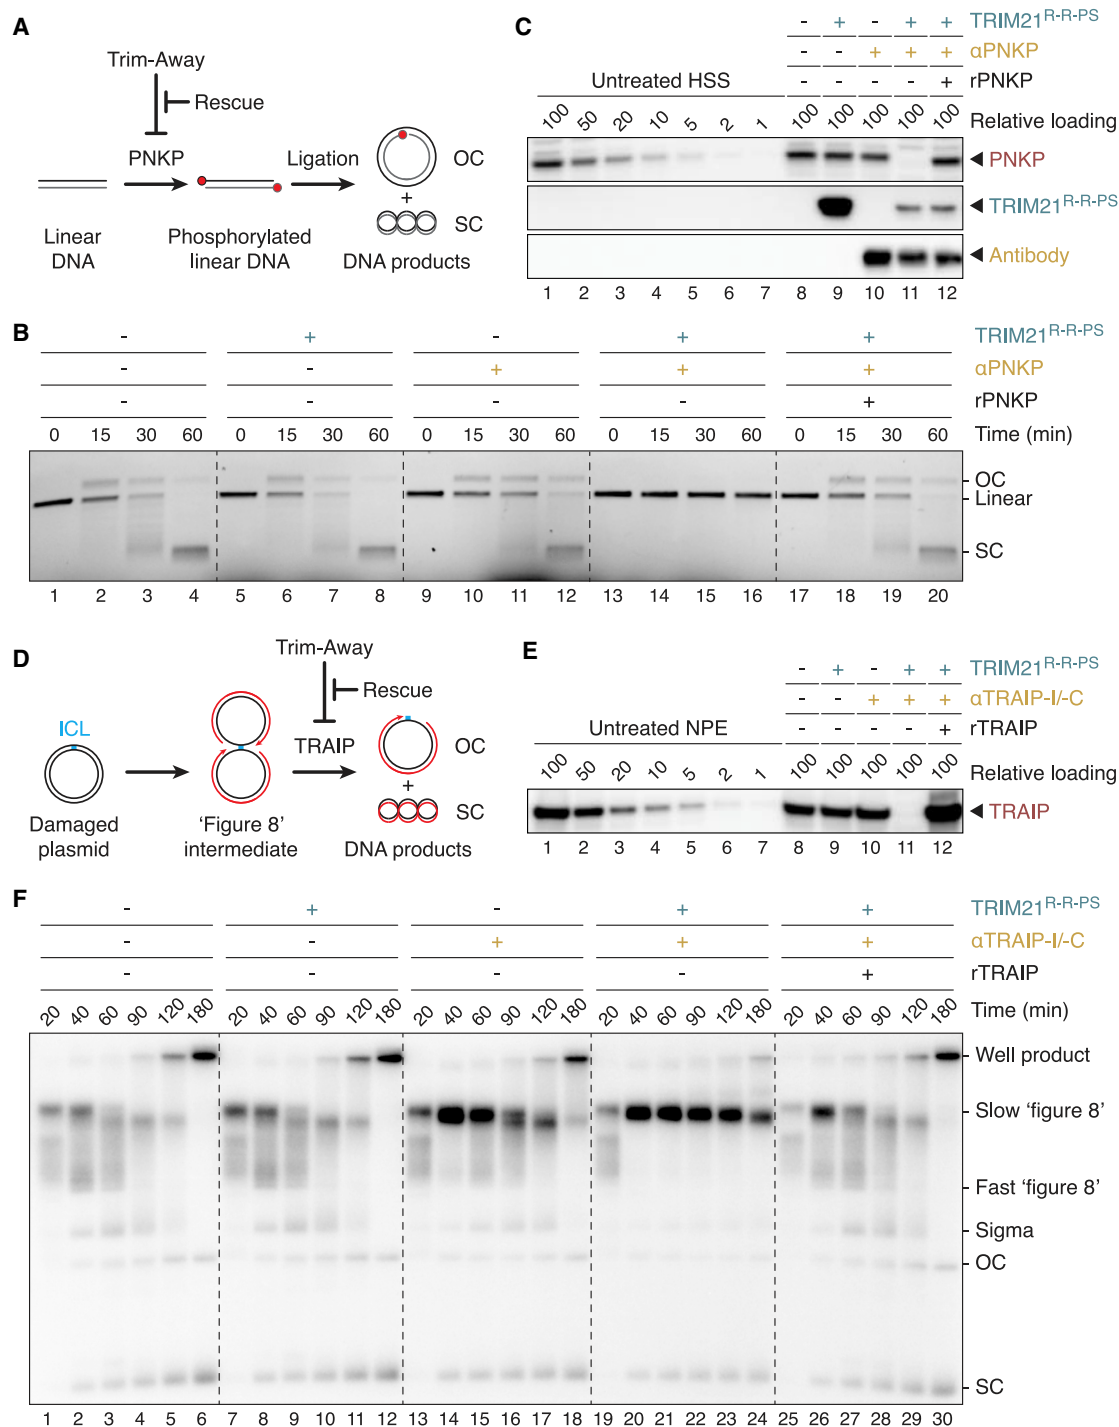 A
Trim-Away
Rescue
PNKP
Ligation
OC
+
SC
Linear
DNA
Phosphorylated
linear DNA
DNA products
C
- + - + + TRIM21R-R-PS
- - + + + αPNKP
Untreated HSS - - - - + rPNKP
100 50 20 10 5 2 1 100 100 100 100 100 Relative loading
PNKP
TRIM21R-R-PS
Antibody
1 2 3 4 5 6 7 8 9 10 11 12
B
- + - + + TRIM21R-R-PS
- - + + + αPNKP
- - - - + rPNKP
0 15 30 60 0 15 30 60 0 15 30 60 0 15 30 60 0 15 30 60 Time (min)
OC
Linear
SC
1 2 3 4 5 6 7 8 9 10 11 12 13 14 15 16 17 18 19 20
D
Trim-Away
Rescue
ICL
TRAIP
OC
+
SC
Damaged
plasmid
‘Figure 8’
intermediate
DNA products
E
- + - + + TRIM21R-R-PS
- - + + + αTRAIP-I/-C
Untreated NPE - - - - + rTRAIP
100 50 20 10 5 2 1 100 100 100 100 100 Relative loading
TRAIP
1 2 3 4 5 6 7 8 9 10 11 12
F
- + - + + TRIM21R-R-PS
- - + + + αTRAIP-I/-C
- - - - + rTRAIP
20 40 60 90 120 180 20 40 60 90 120 180 20 40 60 90 120 180 20 40 60 90 120 180 20 40 60 90 120 180 Time (min)
Well product
Slow ‘figure 8’
Fast ‘figure 8’
Sigma
OC
SC
1 2 3 4 5 6 7 8 9 10 11 12 13 14 15 16 17 18 19 20 21 22 23 24 25 26 27 28 29 30